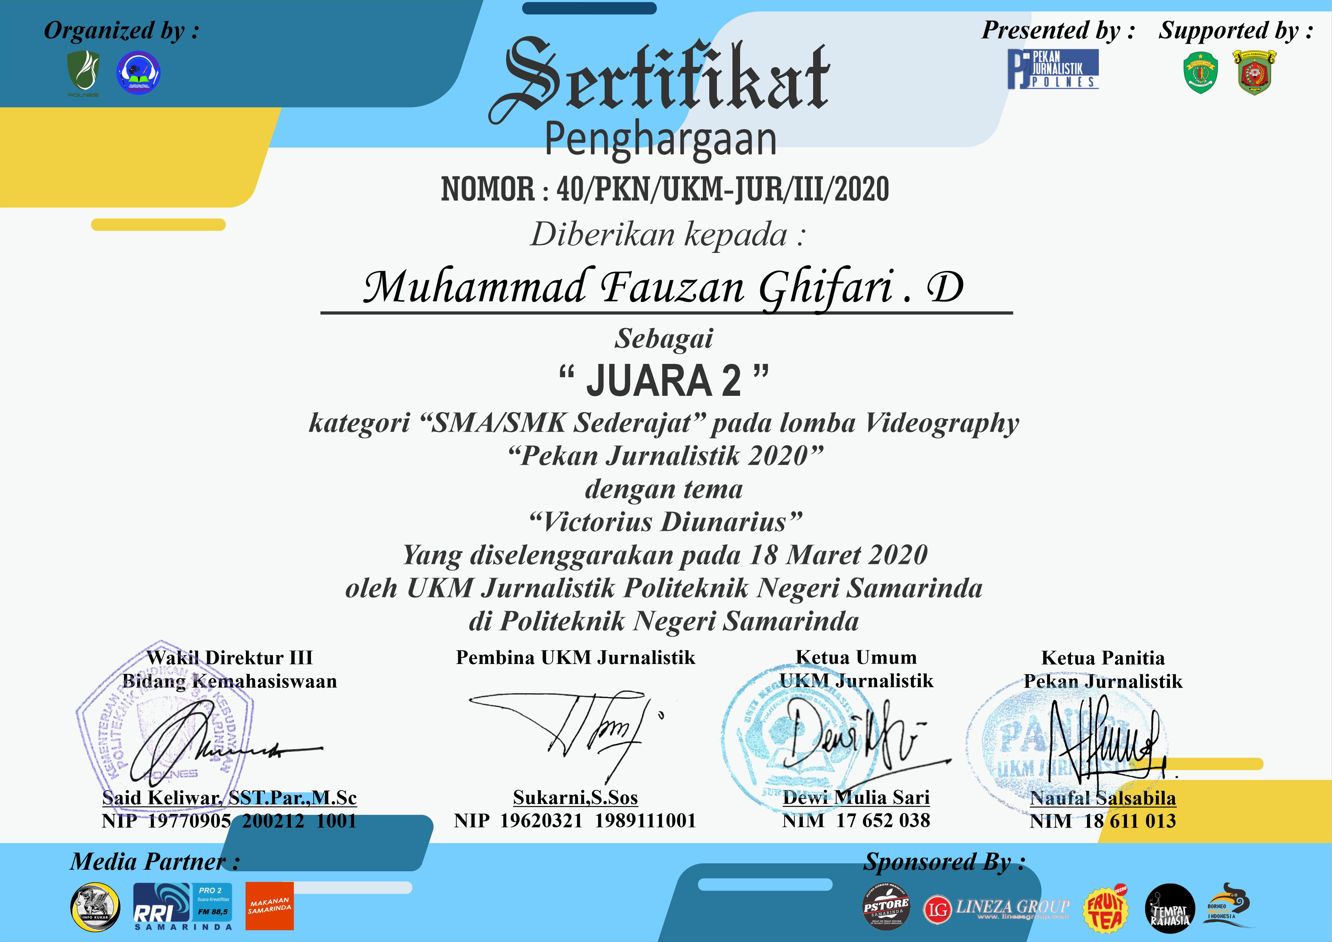 Organized by :
Presented by :
Supported by :
POLNES
PEKAN
JURNALISTIK
POLNES
Sertifikat
Penghargaan
NOMOR : 40/PKN/UKM-JUR/III/2020
Diberikan kepada :
Muhammad Fauzan Ghifari . D
Sebagai
“ JUARA 2 ”
kategori “SMA/SMK Sederajat” pada lomba Videography
“Pekan Jurnalistik 2020”
dengan tema
“Victorius Diunarius”
Yang diselenggarakan pada 18 Maret 2020
oleh UKM Jurnalistik Politeknik Negeri Samarinda
di Politeknik Negeri Samarinda
Wakil Direktur III
Bidang Kemahasiswaan
POLNES
Said Keliwar, SST.Par.,M.Sc
NIP 19770905 200212 1001
Pembina UKM Jurnalistik
Sukarni,S.Sos
NIP 19620321 1989111001
Ketua Umum
UKM Jurnalistik
Dewi Mulia Sari
NIM 17 652 038
Ketua Panitia
Pekan Jurnalistik
Naufal Salsabila
NIM 18 611 013
Media Partner :
INFO KUKAR
RRI
SAMARINDA
PRO 2
FM 88,5
MAKANAN
SAMARINDA
Sponsored By :
PSTORE
SAMARINDA
LG
LINEZA GROUP
www.linezagroup.com
FRUIT
TEA
TEMPAT
RAHASIA
BORNEO
INDONESIA